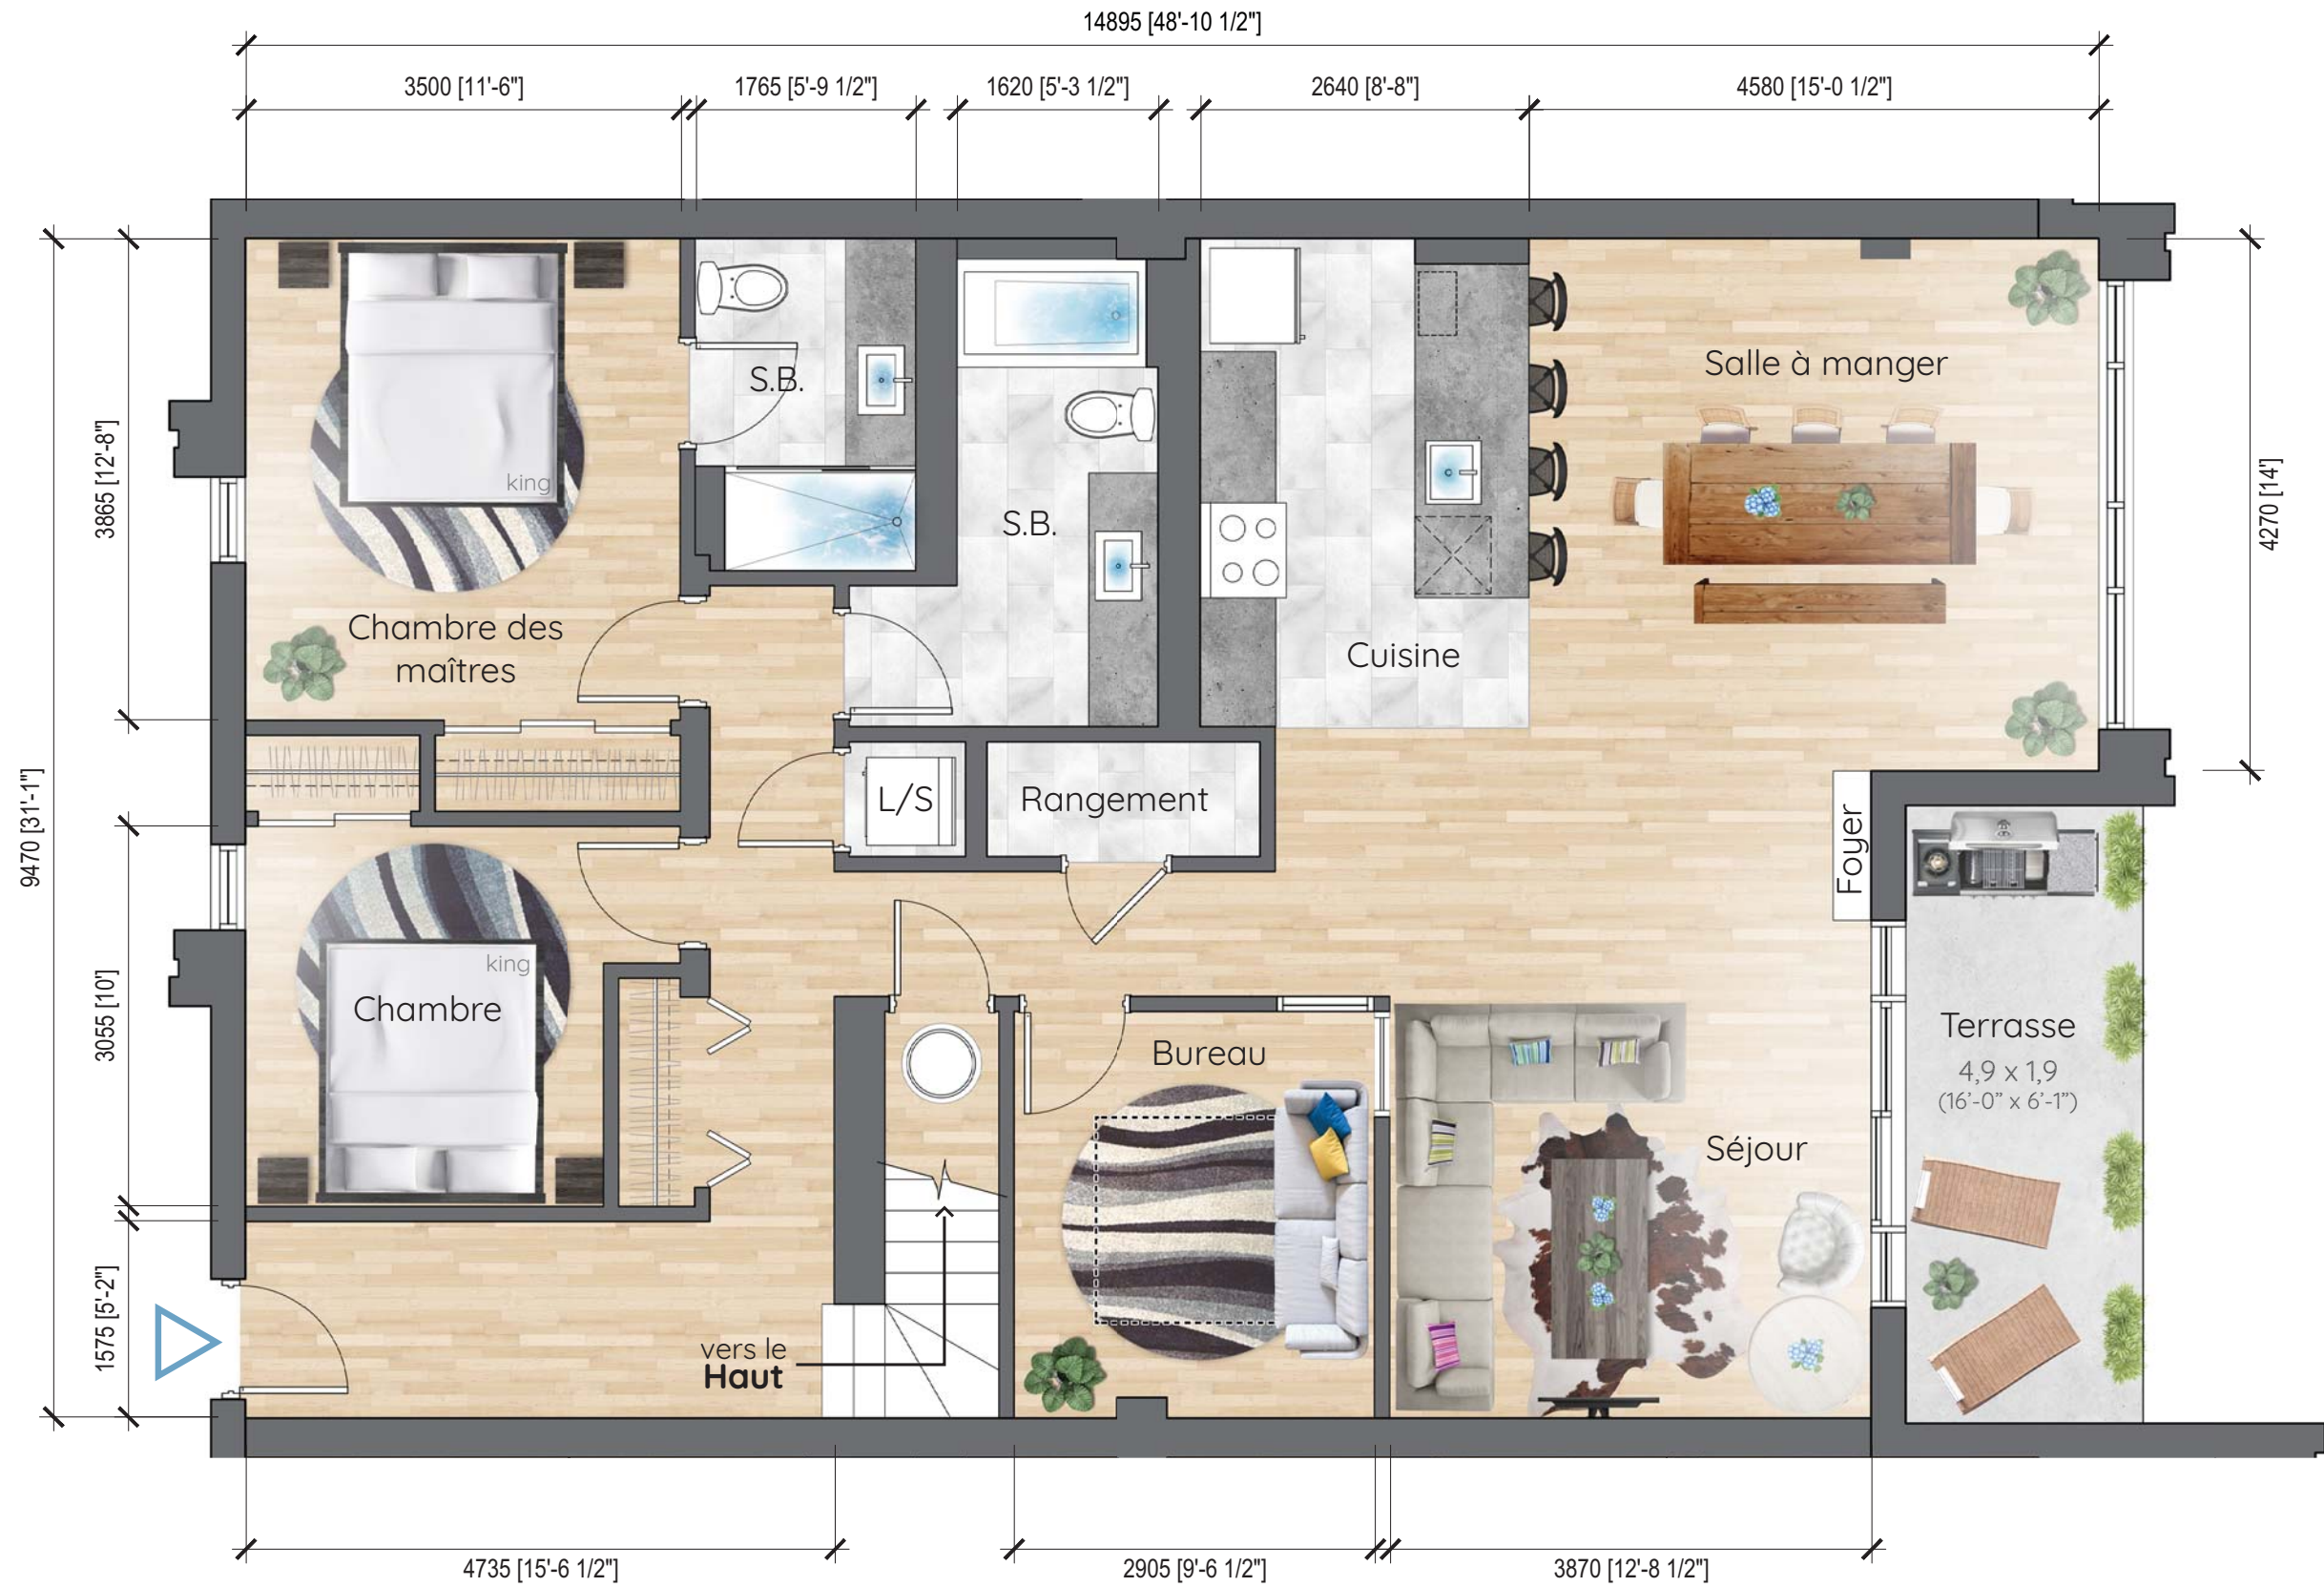 14895 [48'-10 1/2"]
3500 [11'-6"]
1765 [5'-9 1/2"]
1620 [5'-3 1/2"]
2640 [8'-8"]
4580 [15'-0 1/2"]
9470 [31'-1"]
3865 [12'-8"]
3055 [10']
1575 [5'-2"]
4270 [14']
king
Chambre des
maîtres
S.B.
S.B.
Cuisine
Salle à manger
L/S
Rangement
Foyer
king
Chambre
Bureau
Séjour
Terrasse
4,9 x 1,9
(16'-0" x 6'-1")
vers le
Haut
4735 [15'-6 1/2"]
2905 [9'-6 1/2"]
3870 [12'-8 1/2"]